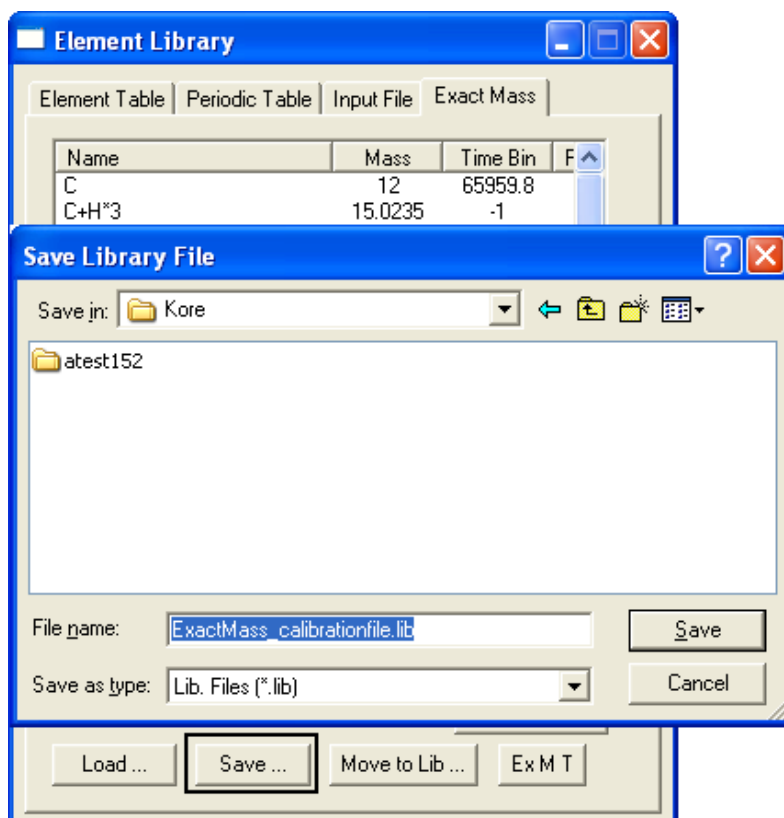 Element Library
Element Table Periodic Table Input File Exact Mass
Name Mass Time Bin F
C 12 65959.8
C+H*3 15.0235 -1
Save Library File
Save in: Kore
atest152
File name: ExactMass_calibrationfile.lib Save
Save as type: Lib. Files (*.lib) Cancel
Load ... Save ... Move to Lib ... Ex M T